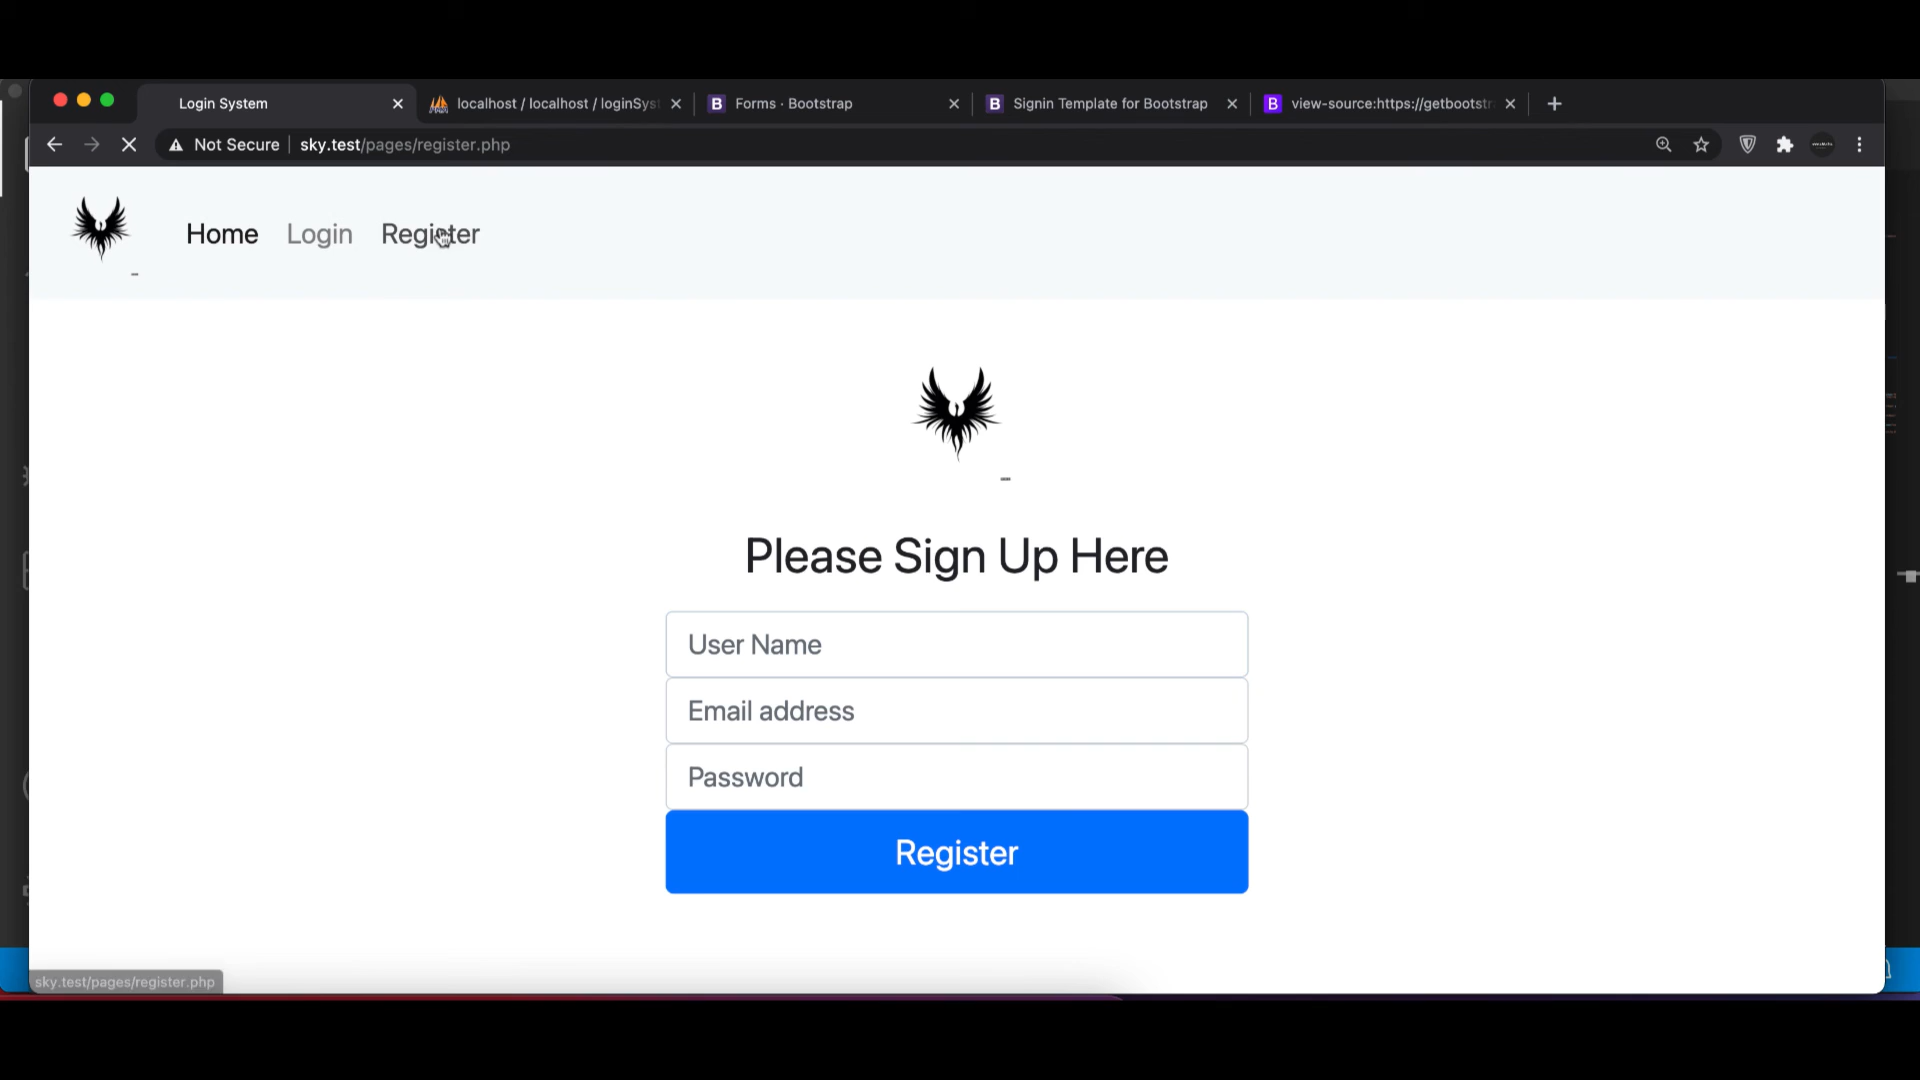 Login System
localhost / localhost / loginSyst
Forms · Bootstrap
Signin Template for Bootstrap
view-source:https://getbootstr
Not Secure
sky.test/pages/register.php
Home
Login
Register
Please Sign Up Here
User Name
Email address
Password
Register
sky.test/pages/register.php